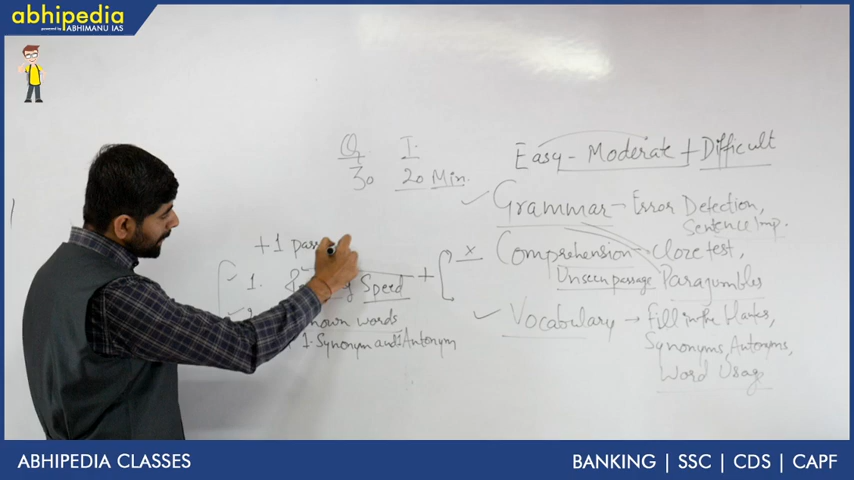 abhipedia
powered by ABHIMANU IAS
Q I.
30 20 Min.
+1 pass
1. Speed +
known words
1 Synonym and 1 Antonym
Easy - Moderate + Difficult
Grammar - Error Detection,
Sentence Imp.
x Comprehension - Cloze test,
Unseen passage Parajumbles
Vocabulary → Fill in the blanks,
Synonyms, Antonyms,
Word Usage
ABHIPEDIA CLASSES
BANKING | SSC | CDS | CAPF